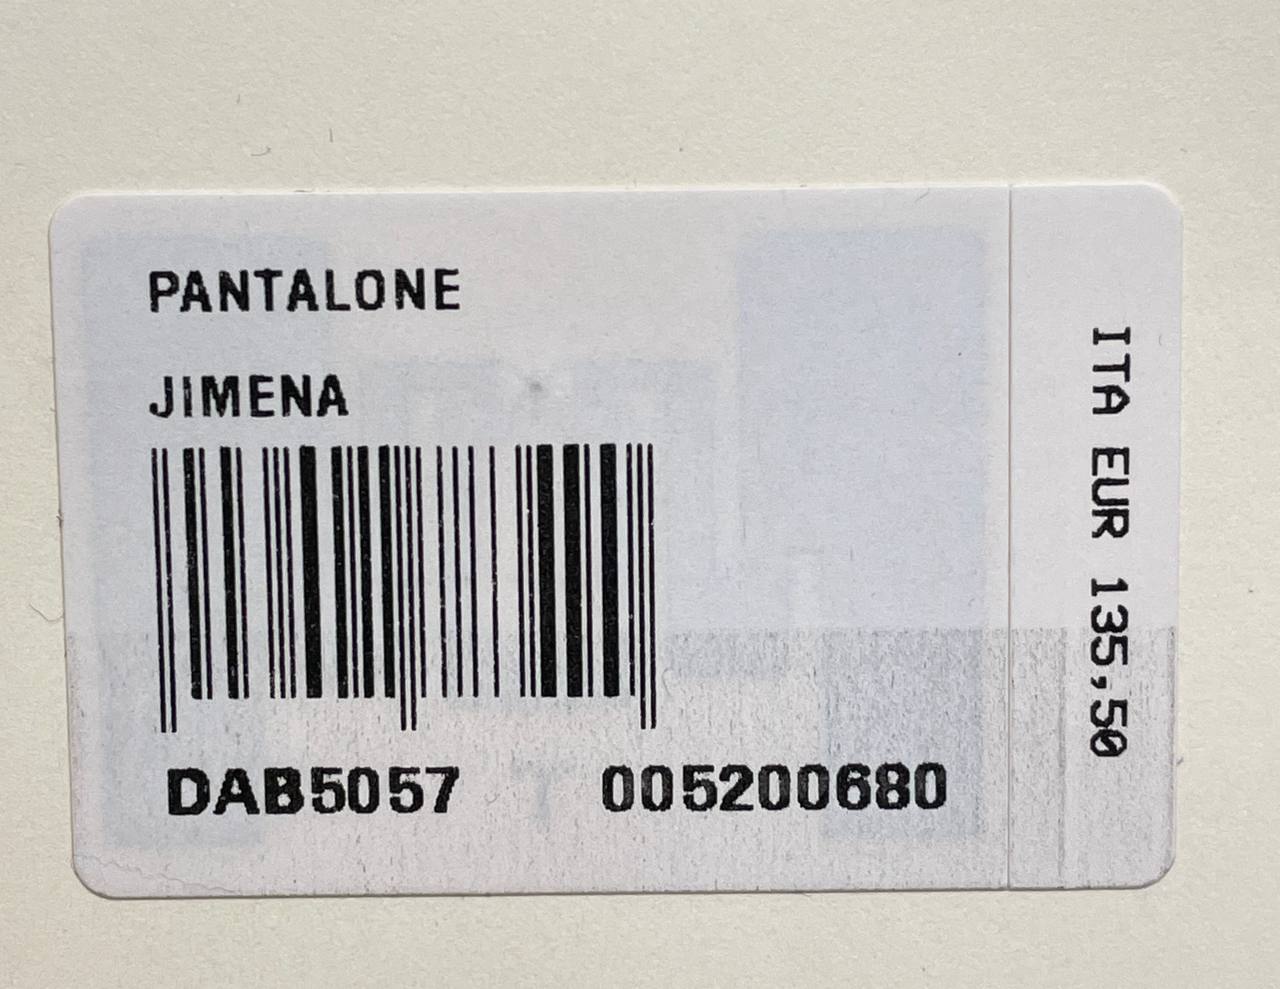 PANTALONE
JIMENA
DAB5057 005200680
ITA EUR 135,50